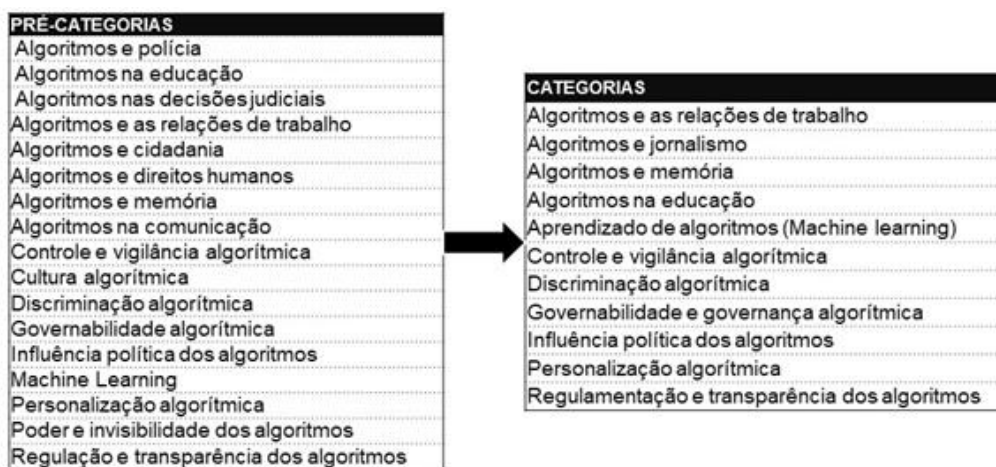 PRÉ-CATEGORIAS
Algoritmos e polícia
Algoritmos na educação
Algoritmos nas decisões judiciais
Algoritmos e as relações de trabalho
Algoritmos e cidadania
Algoritmos e direitos humanos
Algoritmos e memória
Algoritmos na comunicação
Controle e vigilância algorítmica
Cultura algorítmica
Discriminação algorítmica
Governabilidade algorítmica
Influência política dos algoritmos
Machine Learning
Personalização algorítmica
Poder e invisibilidade dos algoritmos
Regulação e transparência dos algoritmos
CATEGORIAS
Algoritmos e as relações de trabalho
Algoritmos e jornalismo
Algoritmos e memória
Algoritmos na educação
Aprendizado de algoritmos (Machine learning)
Controle e vigilância algorítmica
Discriminação algorítmica
Governabilidade e governança algorítmica
Influência política dos algoritmos
Personalização algorítmica
Regulamentação e transparência dos algoritmos